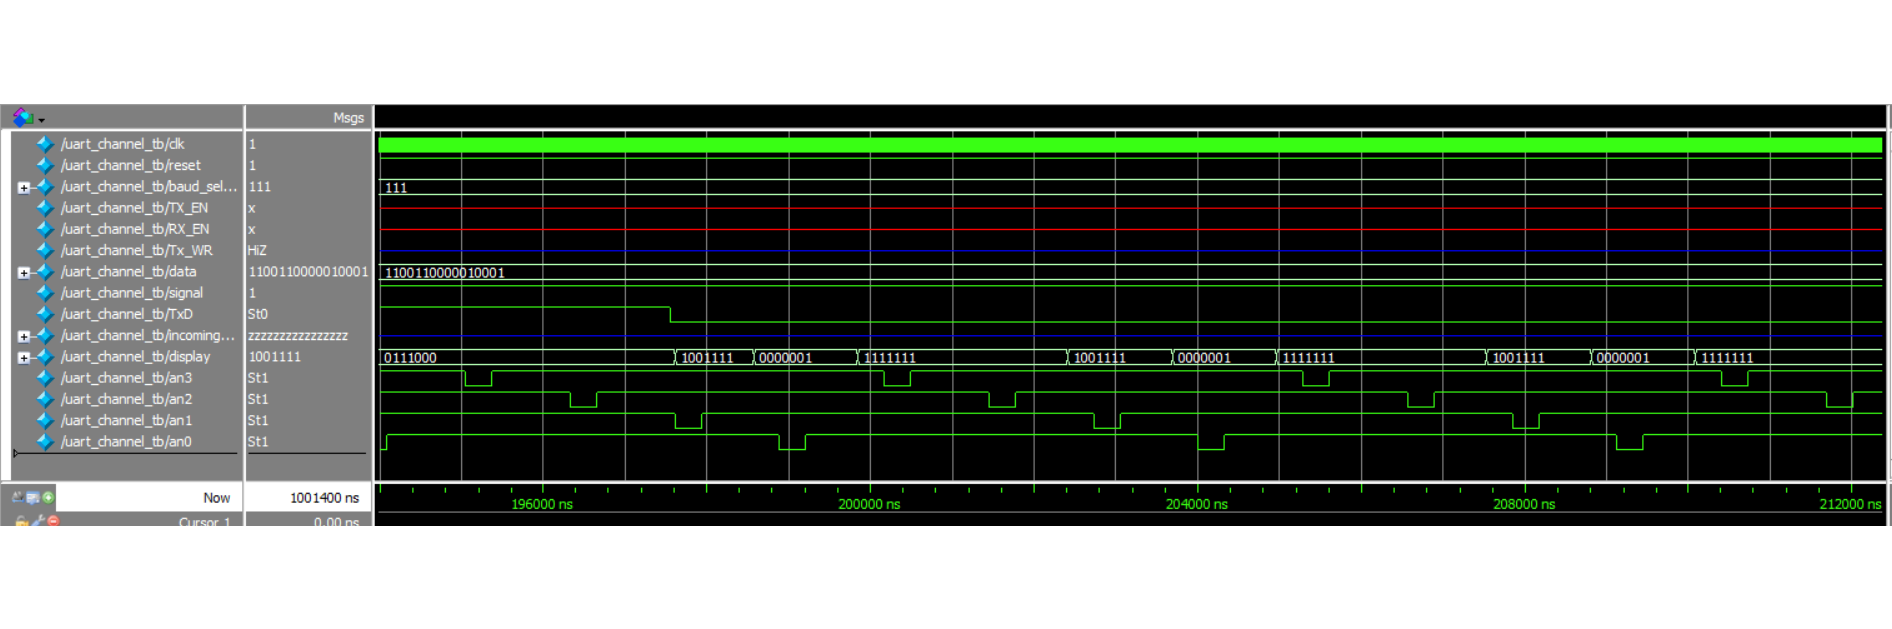 Msgs
/uart_channel_tb/clk 1
/uart_channel_tb/reset 1
/uart_channel_tb/baud_sel... 111 111
/uart_channel_tb/TX_EN x
/uart_channel_tb/RX_EN x
/uart_channel_tb/Tx_WR HiZ
/uart_channel_tb/data 1100110000010001 1100110000010001
/uart_channel_tb/signal 1
/uart_channel_tb/TxD St0
/uart_channel_tb/incoming... zzzzzzzzzzzzzzzz
/uart_channel_tb/display 1001111 0111000 1001111 0000001 1111111 1001111 0000001 1111111 1001111 0000001 1111111
/uart_channel_tb/an3 St1
/uart_channel_tb/an2 St1
/uart_channel_tb/an1 St1
/uart_channel_tb/an0 St1
Now 1001400 ns 196000 ns 200000 ns 204000 ns 208000 ns 212000 ns
Cursor 1 0.00 ns